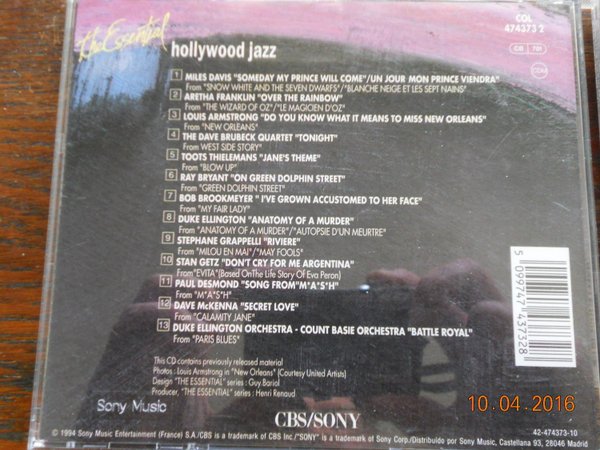 The Essential
hollywood jazz
COL
474373 2
CB 781
1 MILES DAVIS "SOMEDAY MY PRINCE WILL COME"/UN JOUR MON PRINCE VIENDRA"
From "SNOW WHITE AND THE SEVEN DWARFS"/"BLANCHE NEIGE ET LES SEPT NAINS"
2 ARETHA FRANKLIN "OVER THE RAINBOW"
From "THE WIZARD OF OZ"/"LE MAGICIEN D'OZ"
3 LOUIS ARMSTRONG "DO YOU KNOW WHAT IT MEANS TO MISS NEW ORLEANS"
From "NEW ORLEANS"
4 THE DAVE BRUBECK QUARTET "TONIGHT"
From WEST SIDE STORY"
5 TOOTS THIELEMANS "JANE'S THEME"
From "BLOW UP"
6 RAY BRYANT "ON GREEN DOLPHIN STREET"
From "GREEN DOLPHIN STREET"
7 BOB BROOKMEYER " I'VE GROWN ACCUSTOMED TO HER FACE"
From "MY FAIR LADY"
8 DUKE ELLINGTON "ANATOMY OF A MURDER"
From "ANATOMY OF A MURDER"/"AUTOPSIE D'UN MEURTRE"
9 STEPHANE GRAPPELLI "RIVIERE"
From "MILOU EN MAI"/"MAY FOOLS"
10 STAN GETZ "DON'T CRY FOR ME ARGENTINA"
From"EVITA"(Based OnThe Life Story Of Eva Peron)
11 PAUL DESMOND "SONG FROM"M*A*S*H"
From "M*A*S*H
12 DAVE McKENNA "SECRET LOVE"
From "CALAMITY JANE"
13 DUKE ELLINGTON ORCHESTRA - COUNT BASIE ORCHESTRA "BATTLE ROYAL"
From "PARIS BLUES"
5 099747 437328
This CD contains previously released material
Photos : Louis Armstrong in "New Orleans" (Courtesy United Artists)
Design "THE ESSENTIAL" series : Guy Bariol
Producer, "THE ESSENTIAL" series : Henri Renaud
Sony Music
CBS/SONY
10.04.2016
42-474373-10
© 1994 Sony Music Entertainment (France) S.A./CBS is a trademark of CBS Inc/"SONY" is a trademark of Sony Corp./Distribuido por Sony Music, Castellana 93, 28046 Madrid